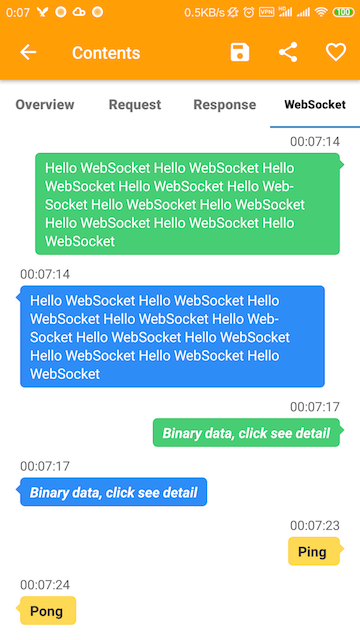 0:07 0.5KB/s VPN 100
Contents
Overview Request Response WebSocket
00:07:14
Hello WebSocket Hello WebSocket Hello
WebSocket Hello WebSocket Hello Web-
Socket Hello WebSocket Hello WebSocket
Hello WebSocket Hello WebSocket Hello
WebSocket
00:07:14
Hello WebSocket Hello WebSocket Hello
WebSocket Hello WebSocket Hello Web-
Socket Hello WebSocket Hello WebSocket
Hello WebSocket Hello WebSocket Hello
WebSocket
00:07:17
Binary data, click see detail
00:07:17
Binary data, click see detail
00:07:23
Ping
00:07:24
Pong